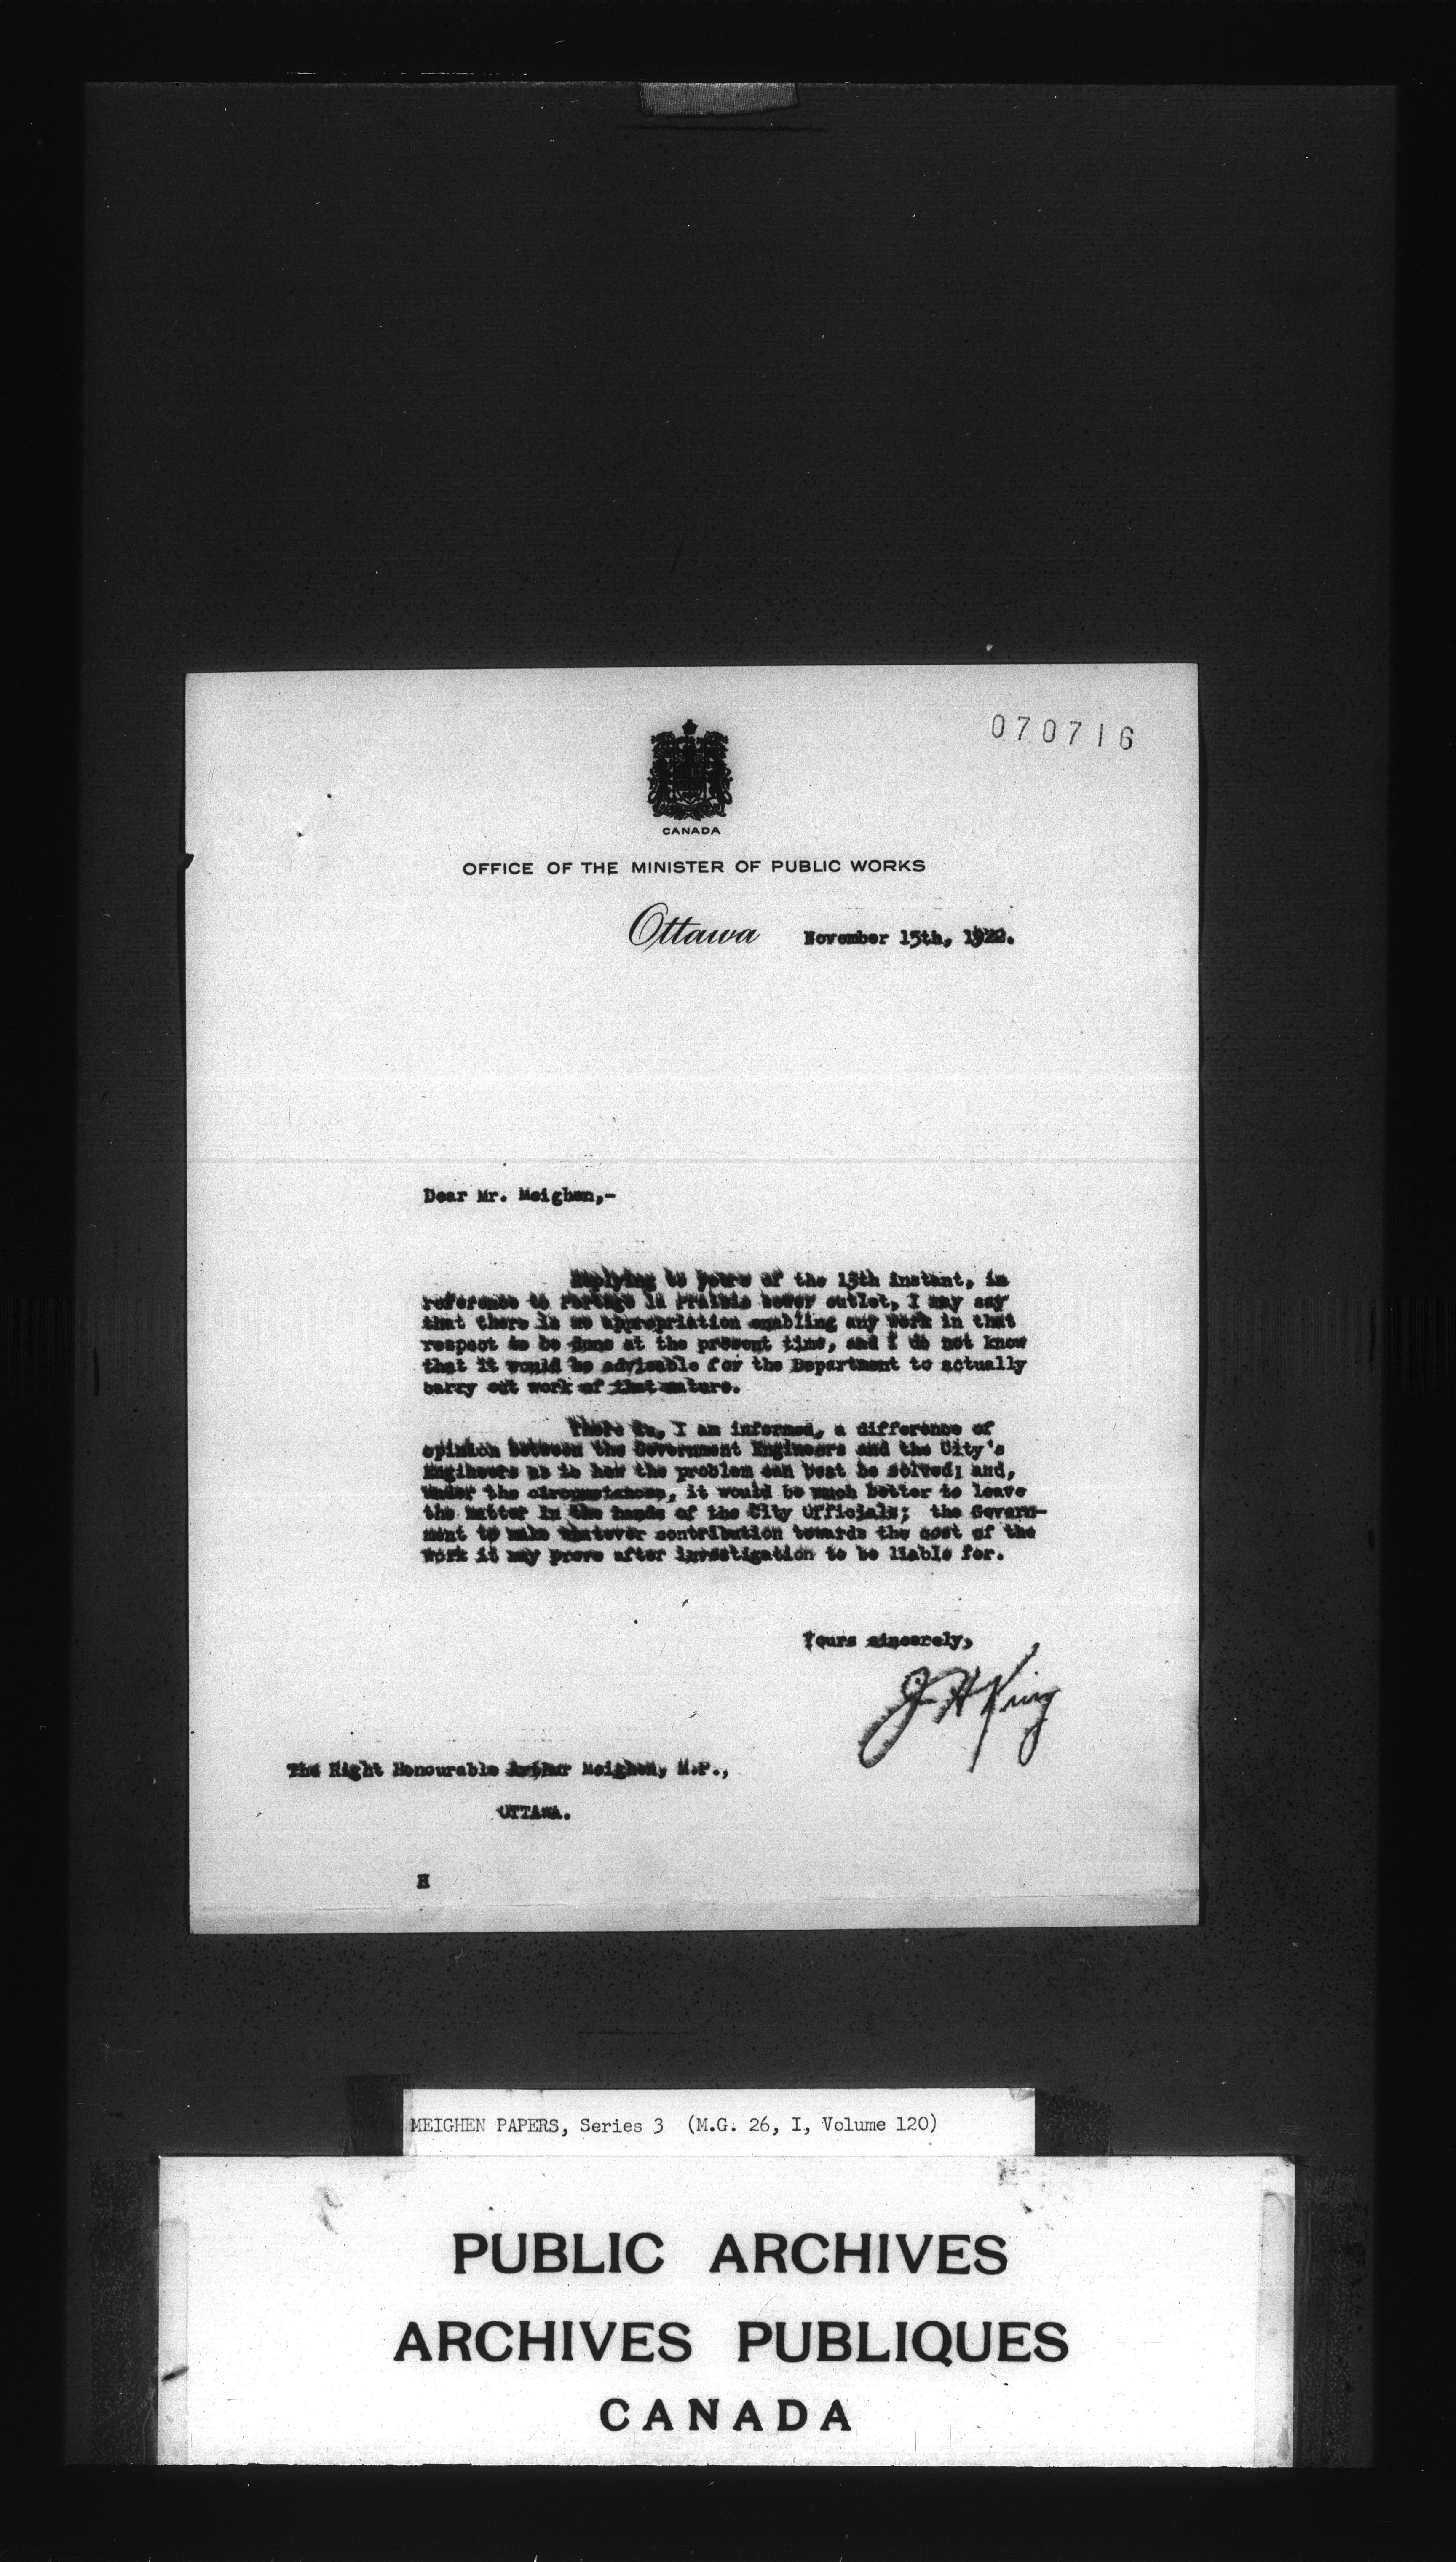 070716
CANADA
OFFICE OF THE MINISTER OF PUBLIC WORKS
Ottawa November 15th, 1922.
Dear Mr. Meighen,-
Replying to yours of the 13th instant, in
reference to Portage la Prairie sewer outlet, I may say
that there is no appropriation enabling any work in that
respect to be done at the present time, and I do not know
that it would be advisable for the Department to actually
carry out work of that nature.
There is, I am informed, a difference of
opinion between the Government Engineers and the City's
Engineers as to how the problem can best be solved; and,
under the circumstances, it would be much better to leave
the matter in the hands of the City Officials; the Govern-
ment to make whatever contribution towards the cost of the
work it may prove after investigation to be liable for.
Yours sincerely,
J H King
The Right Honourable Arthur Meighen, M.P.,
OTTAWA.
H
MEIGHEN PAPERS, Series 3 (M.G. 26, I, Volume 120)
PUBLIC ARCHIVES
ARCHIVES PUBLIQUES
CANADA